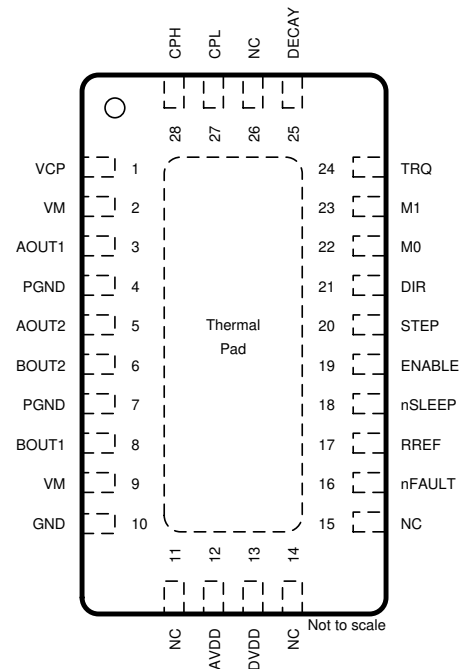 CPH CPL NC DECAY
28 27 26 25
VCP 1 24 TRQ
VM 2 23 M1
AOUT1 3 22 M0
PGND 4 21 DIR
AOUT2 5 20 STEP
BOUT2 6 19 ENABLE
PGND 7 18 nSLEEP
BOUT1 8 17 RREF
VM 9 16 nFAULT
GND 10 15 NC
Thermal
Pad
11 12 13 14
NC AVDD DVDD NC
Not to scale